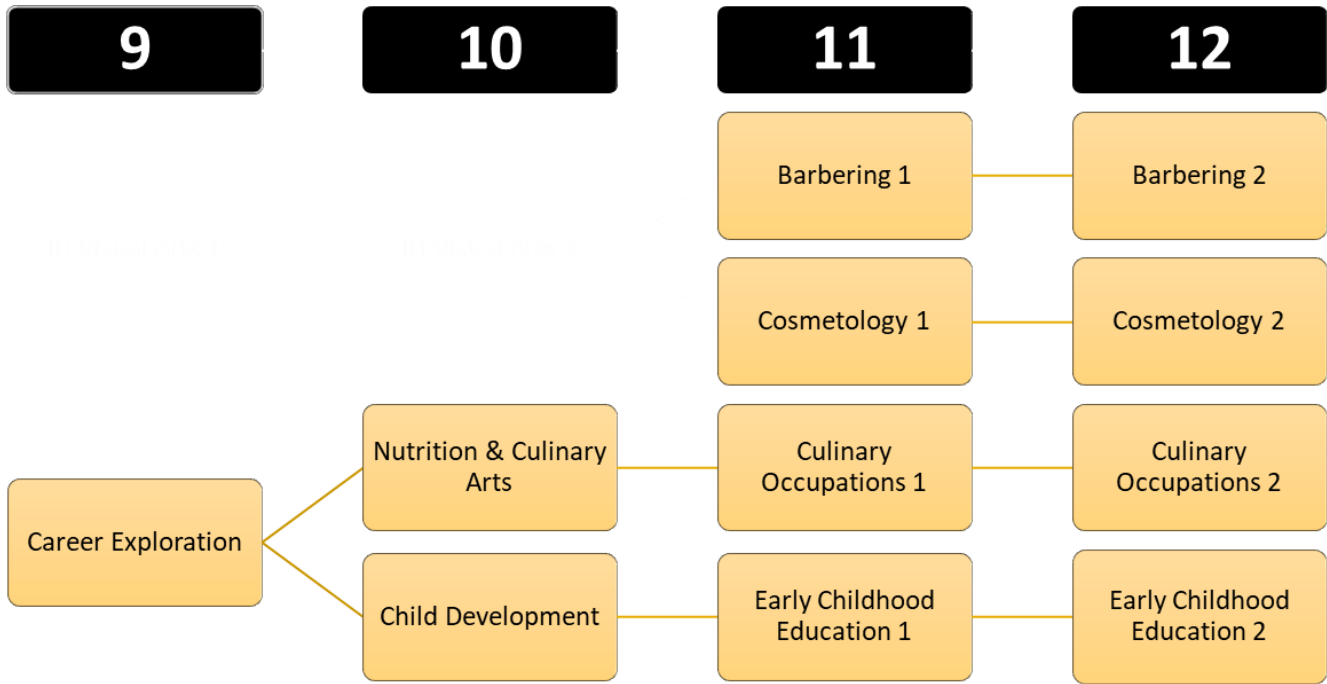 9
10
11
12
Barbering 1
Barbering 2
Cosmetology 1
Cosmetology 2
Nutrition & Culinary
Arts
Culinary
Occupations 1
Culinary
Occupations 2
Career Exploration
Child Development
Early Childhood
Education 1
Early Childhood
Education 2